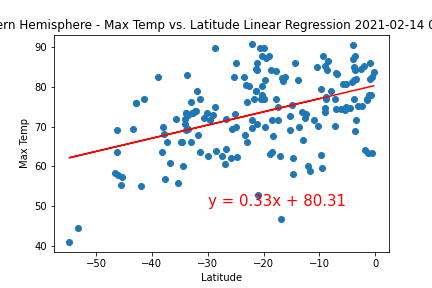 ern Hemisphere - Max Temp vs. Latitude Linear Regression 2021-02-14 0
90
80
70
60
50
40
Max Temp
y = 0.33x + 80.31
−50 −40 −30 −20 −10 0
Latitude